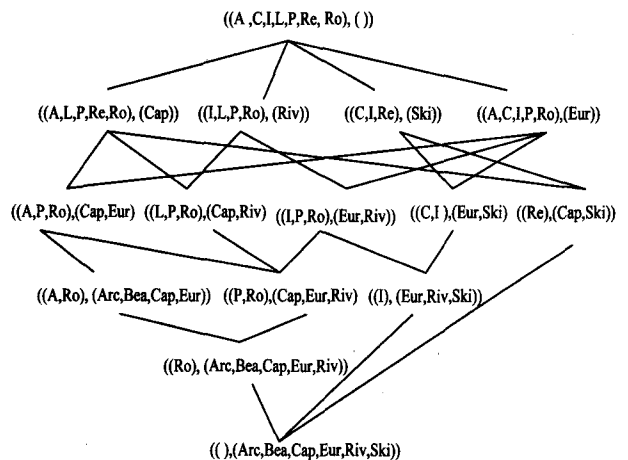 ((A ,C,I,L,P,Re, Ro), ( ))
((A,L,P,Re,Ro), (Cap)) ((I,L,P,Ro), (Riv)) ((C,I,Re), (Ski)) ((A,C,I,P,Ro),(Eur))
((A,P,Ro),(Cap,Eur) ((L,P,Ro),(Cap,Riv) ((I,P,Ro),(Eur,Riv)) ((C,I ),(Eur,Ski) ((Re),(Cap,Ski))
((A,Ro), (Arc,Bea,Cap,Eur)) ((P,Ro),(Cap,Eur,Riv) ((I), (Eur,Riv,Ski))
((Ro), (Arc,Bea,Cap,Eur,Riv))
(( ),(Arc,Bea,Cap,Eur,Riv,Ski))